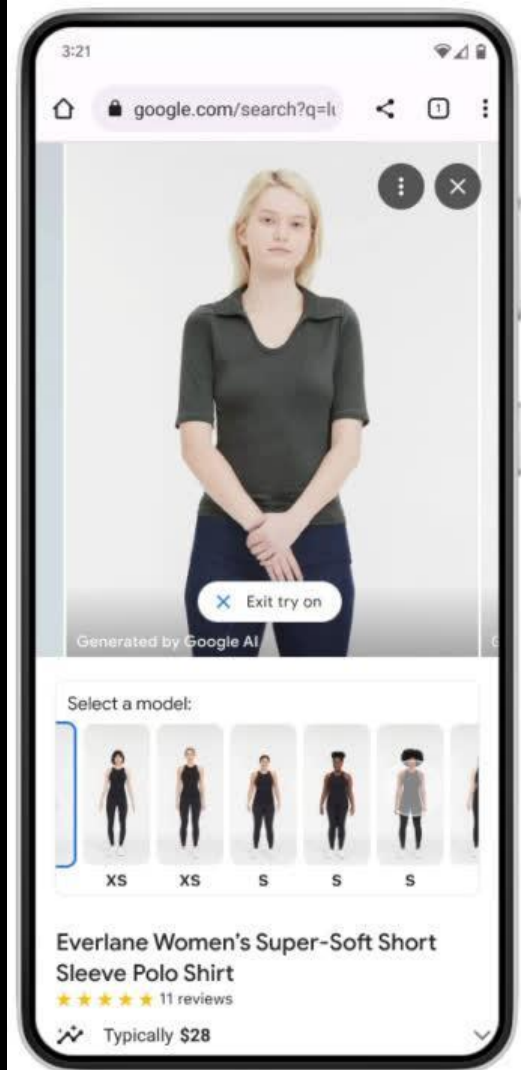 3:21
google.com/search?q=lu
1
Exit try on
Generated by Google AI
G
Select a model:
XS
XS
S
S
S
Everlane Women's Super-Soft Short
Sleeve Polo Shirt
11 reviews
Typically $28